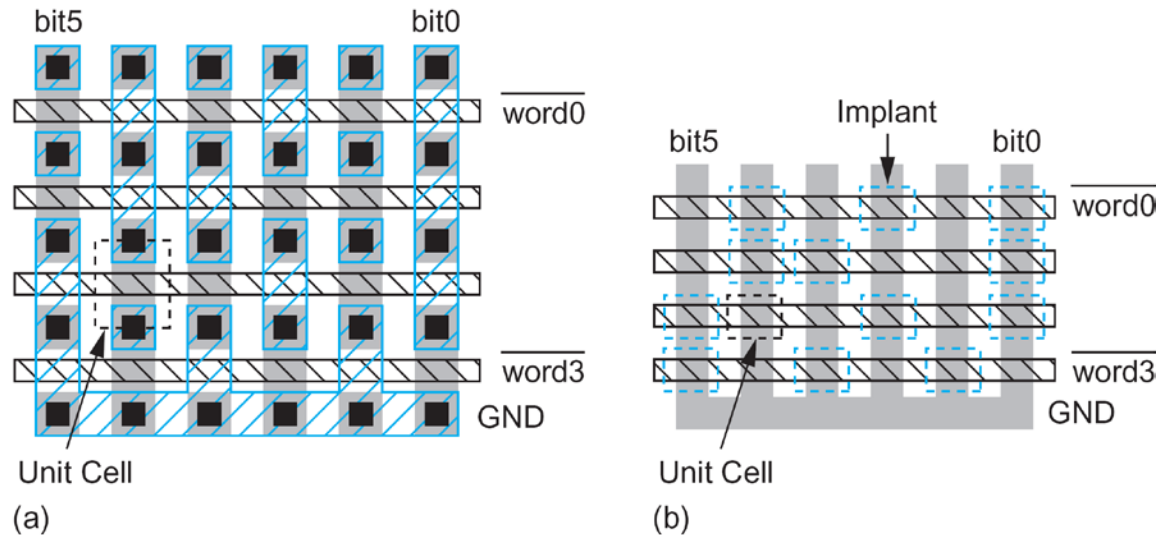 bit5 bit0
word0
word3
GND
Unit Cell
(a)
Implant
bit5 bit0
word0
word3
GND
Unit Cell
(b)